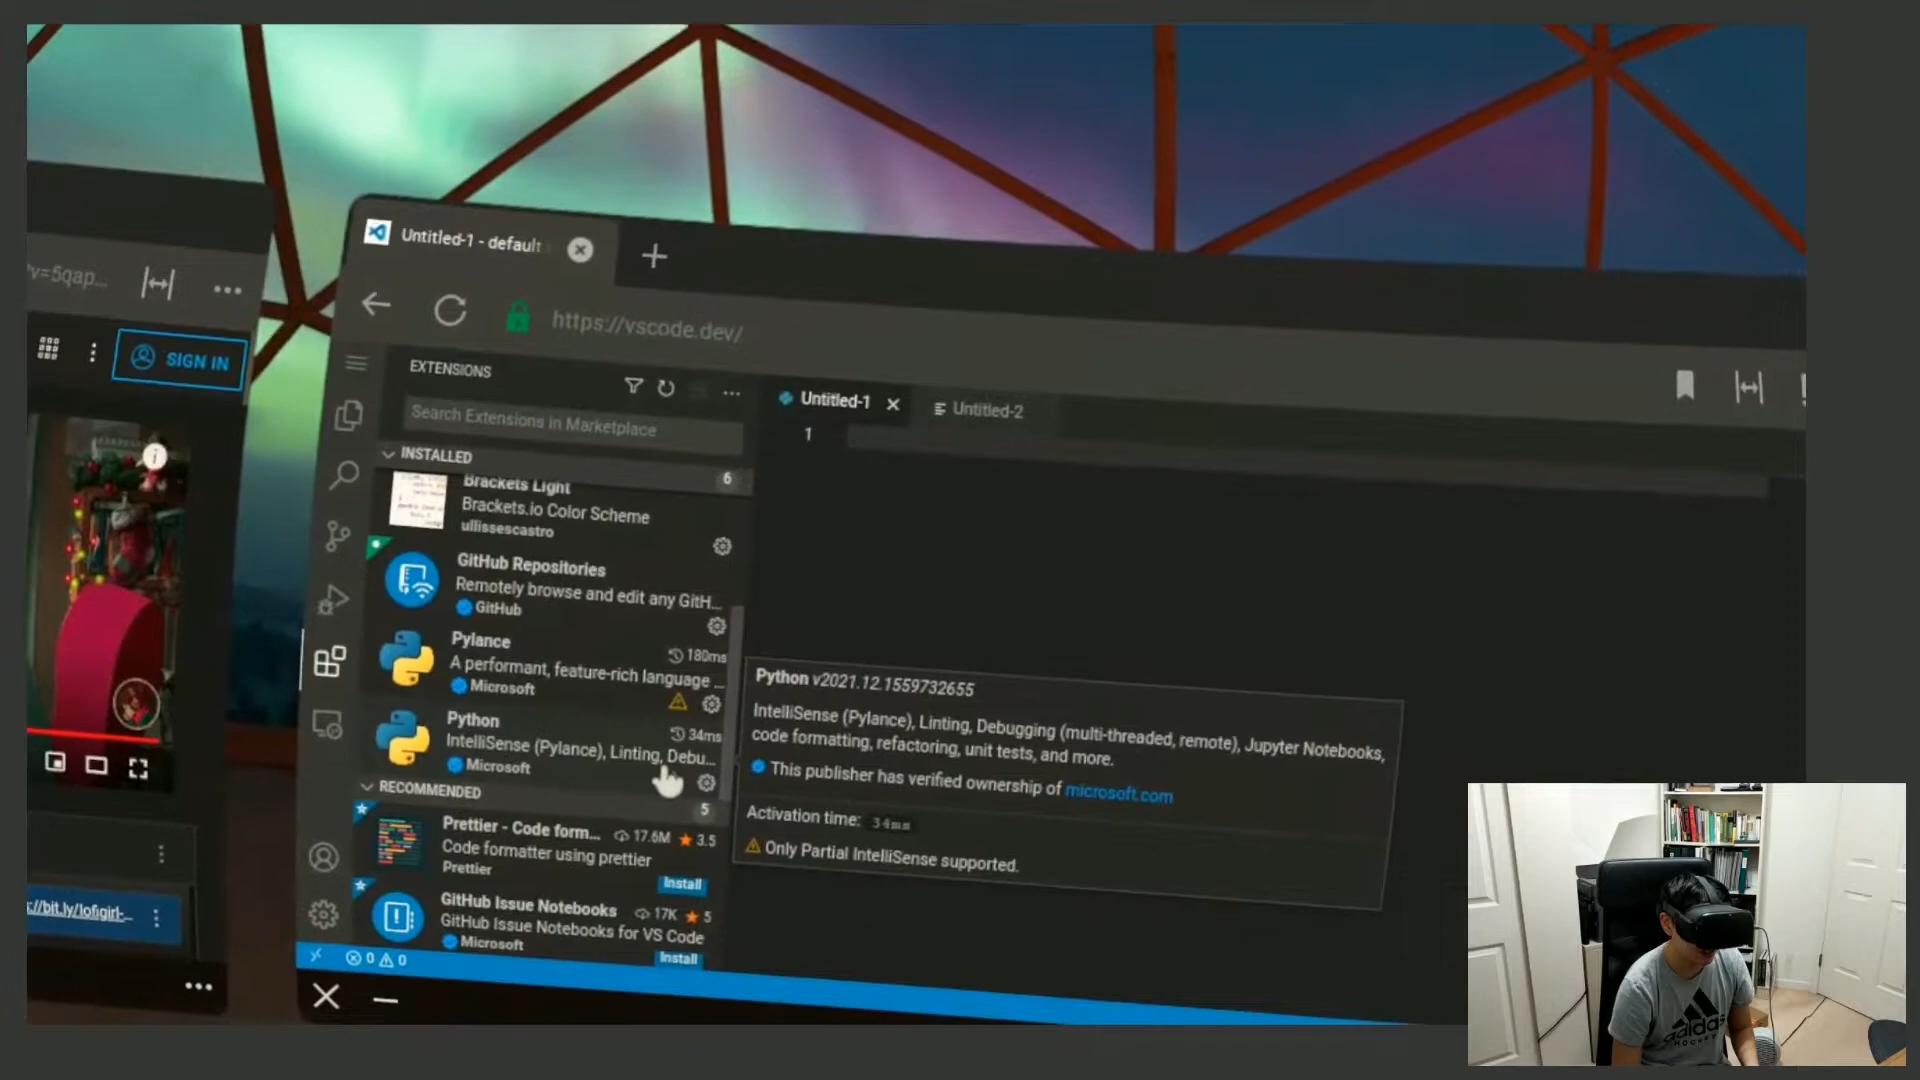 ?v=5qap...
SIGN IN
://bit.ly/lofigirl-...
Untitled-1 - default
https://vscode.dev/
EXTENSIONS
Search Extensions in Marketplace
INSTALLED
6
Brackets Light
Brackets.io Color Scheme
ullissescastro
GitHub Repositories
Remotely browse and edit any GitH...
GitHub
Pylance
180ms
A performant, feature-rich language ...
Microsoft
Python
34ms
IntelliSense (Pylance), Linting, Debu...
Microsoft
RECOMMENDED
5
Prettier - Code form...
17.6M
3.5
Code formatter using prettier
Prettier
Install
GitHub Issue Notebooks
17K
5
GitHub Issue Notebooks for VS Code
Microsoft
Install
0
0
Untitled-1
Untitled-2
1
Python v2021.12.1559732655
IntelliSense (Pylance), Linting, Debugging (multi-threaded, remote), Jupyter Notebooks,
code formatting, refactoring, unit tests, and more.
This publisher has verified ownership of microsoft.com
Activation time: 34ms
Only Partial IntelliSense supported.
adidas
HOCKEY